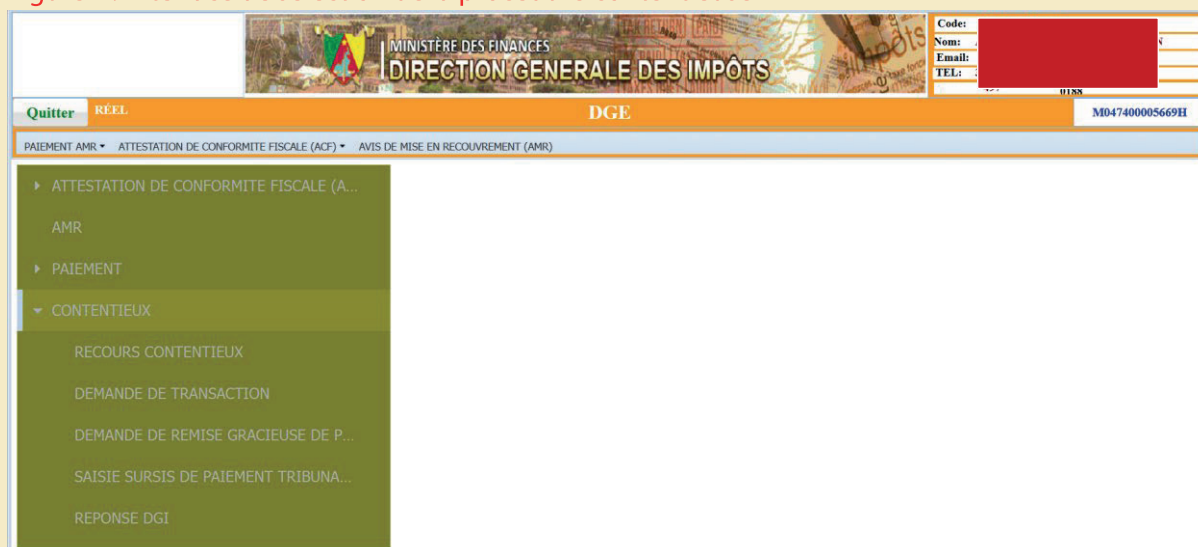 MINISTÈRE DES FINANCES
DIRECTION GENERALE DES IMPÔTS
Code:
Nom:
Email:
TEL:
0188
Quitter RÉEL DGE M047400005669H
PAIEMENT AMR ATTESTATION DE CONFORMITE FISCALE (ACF) AVIS DE MISE EN RECOUVREMENT (AMR)
ATTESTATION DE CONFORMITE FISCALE (A...
AMR
PAIEMENT
CONTENTIEUX
RECOURS CONTENTIEUX
DEMANDE DE TRANSACTION
DEMANDE DE REMISE GRACIEUSE DE P...
SAISIE SURSIS DE PAIEMENT TRIBUNA...
REPONSE DGI